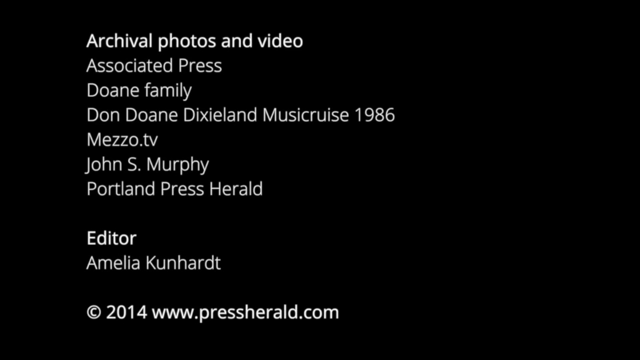 Archival photos and video
Associated Press
Doane family
Don Doane Dixieland Musicruise 1986
Mezzo.tv
John S. Murphy
Portland Press Herald
Editor
Amelia Kunhardt
© 2014 www.pressherald.com